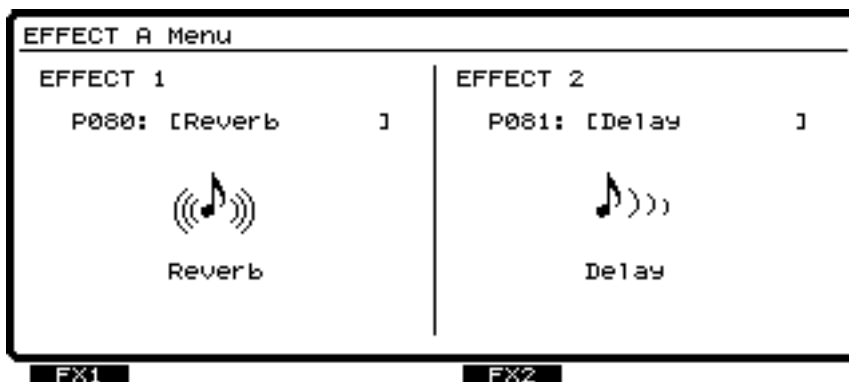 EFFECT A Menu
EFFECT 1
P080: [Reverb ]
Reverb
EFFECT 2
P081: [Delay ]
Delay
FX1
FX2